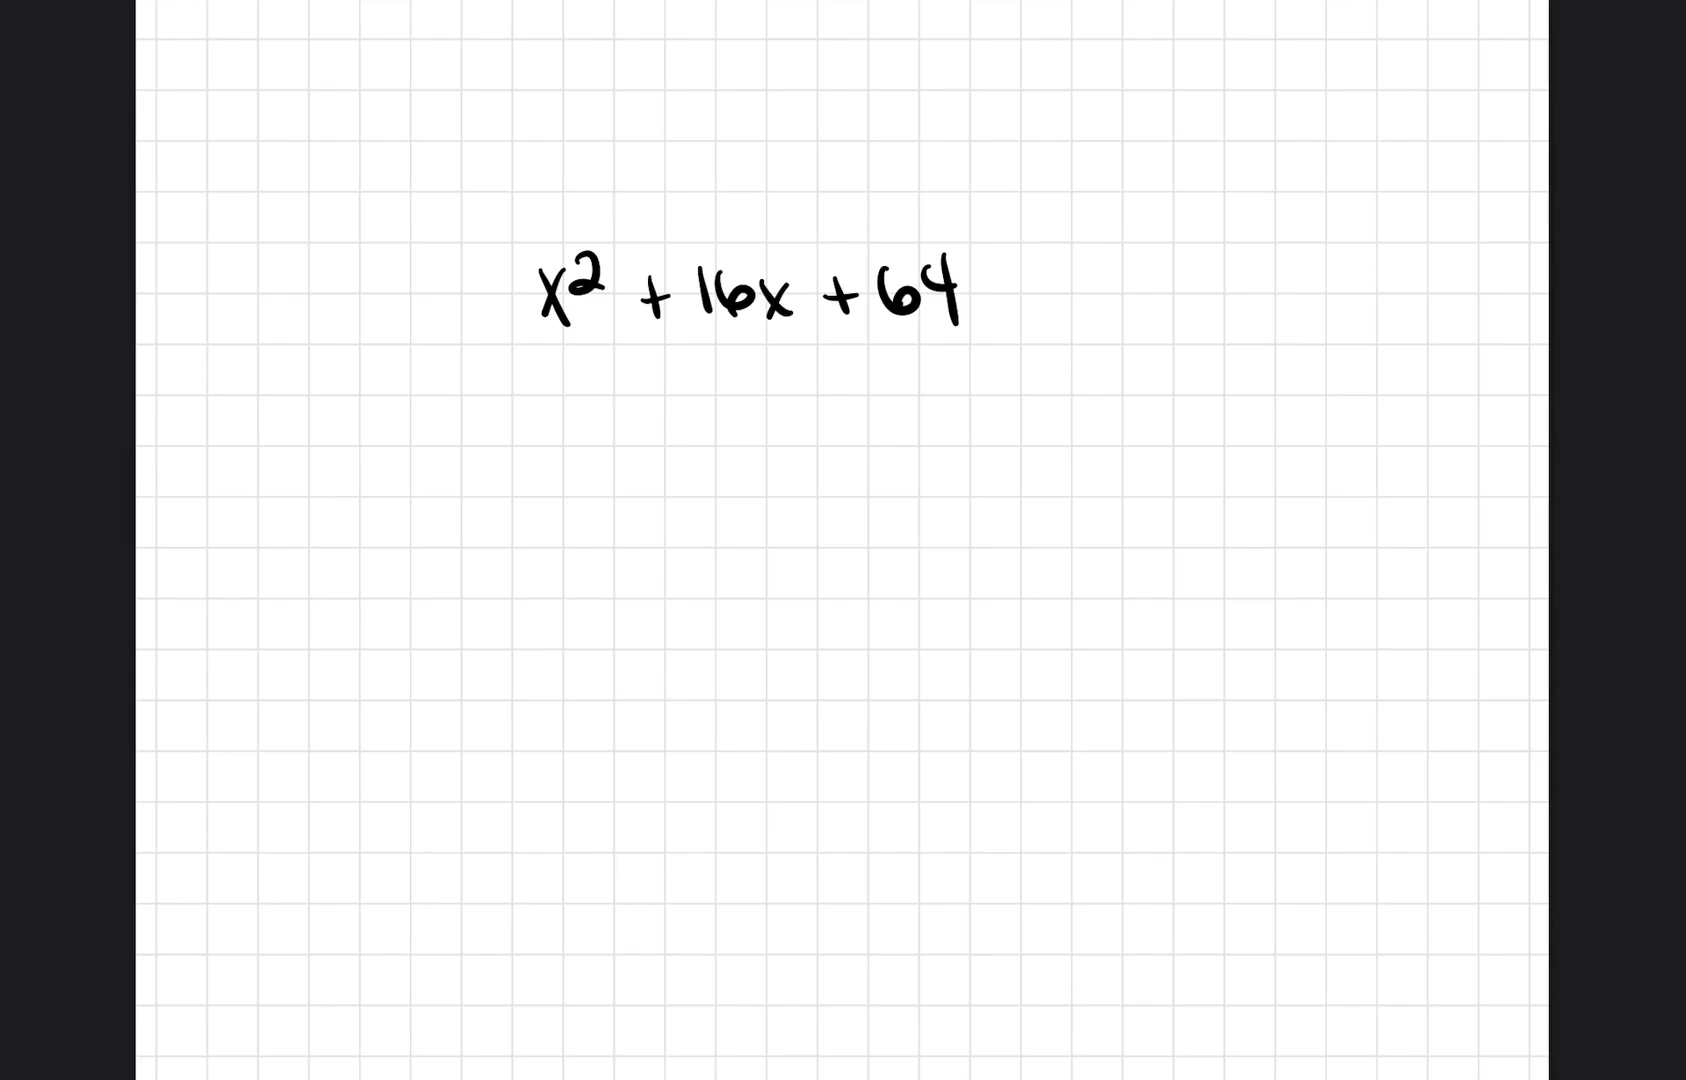 x² + 16x + 64